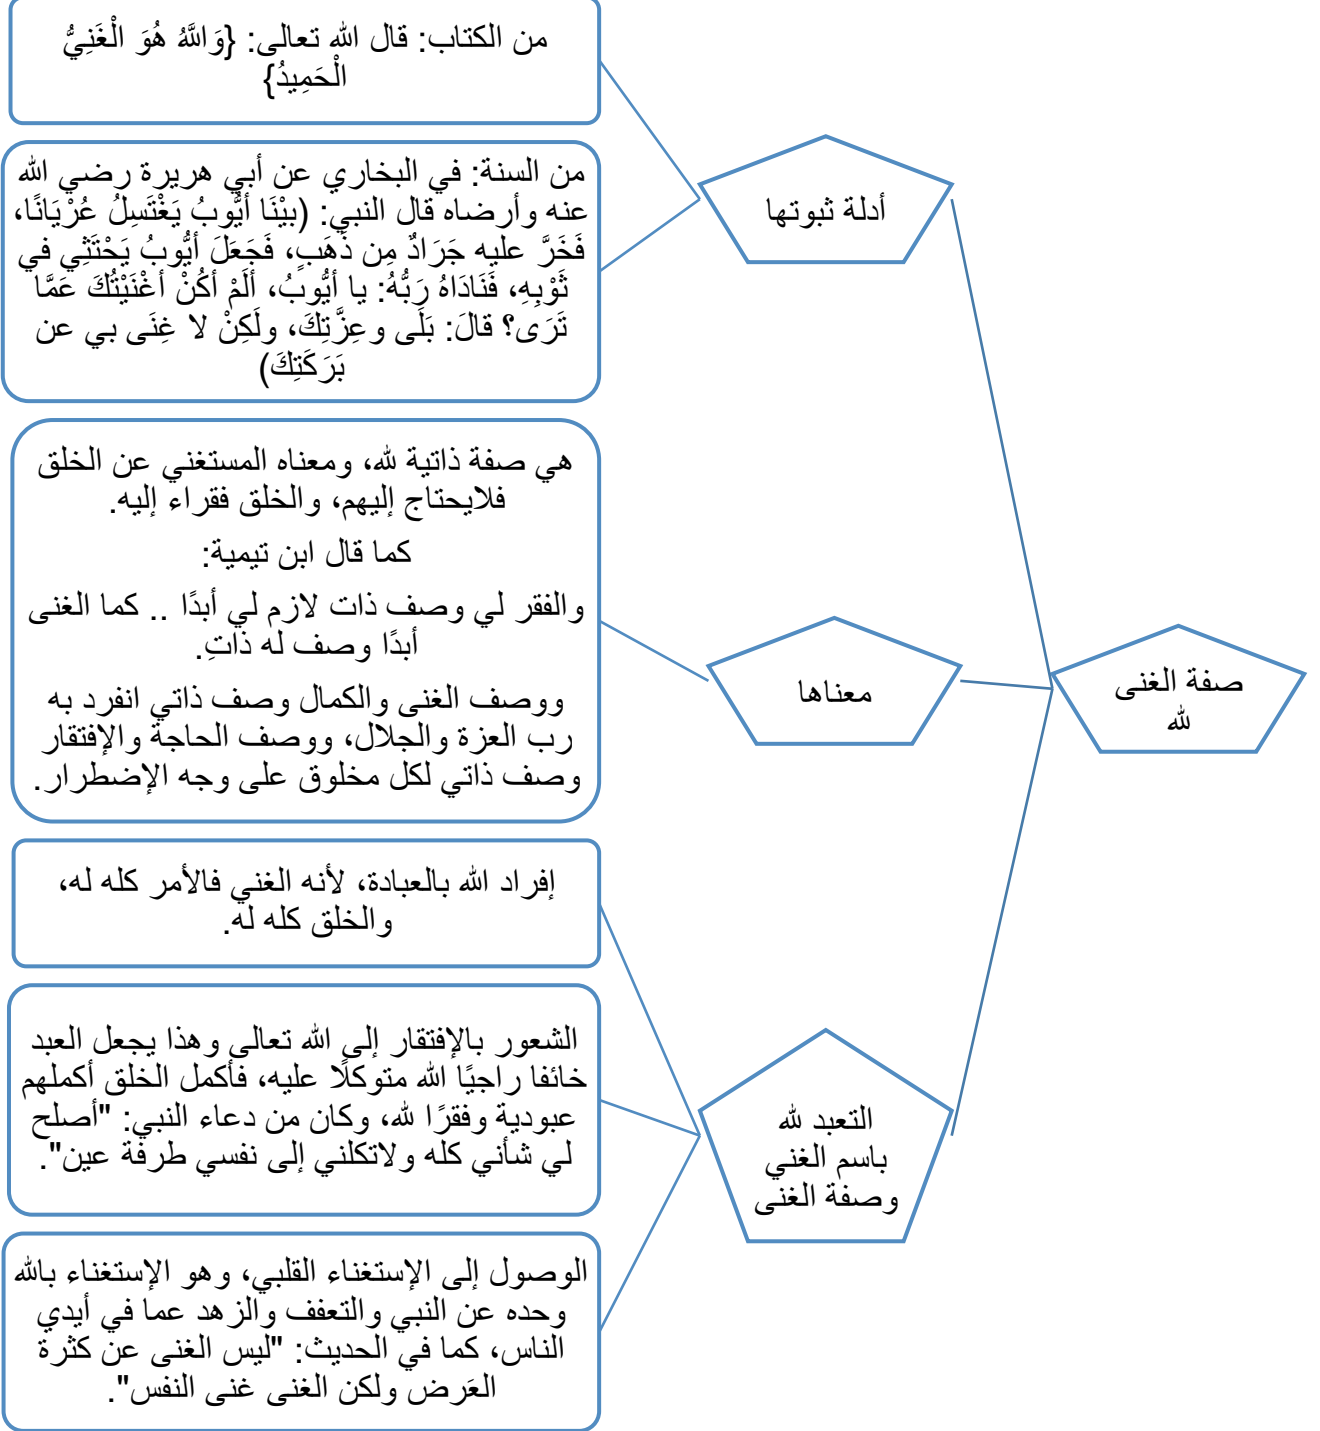 صفة الغنى
لله
أدلة ثبوتها
من الكتاب: قال الله تعالى: {وَاللَّهُ هُوَ الْغَنِيُّ
الْحَمِيدُ}
من السنة: في البخاري عن أبي هريرة رضي الله
عنه وأرضاه قال النبي: (بيْنَا أيُّوبُ يَغْتَسِلُ عُرْيَانًا،
فَخَرَّ عليه جَرَادٌ مِن ذَهَبٍ، فَجَعَلَ أيُّوبُ يَحْتَثِي في
ثَوْبِهِ، فَنَادَاهُ رَبُّهُ: يا أيُّوبُ، ألَمْ أكُنْ أغْنَيْتُكَ عَمَّا
تَرَى؟ قالَ: بَلَى وعِزَّتِكَ، ولَكِنْ لا غِنَى بي عن
بَرَكَتِكَ)
معناها
هي صفة ذاتية لله، ومعناه المستغني عن الخلق
فلايحتاج إليهم، والخلق فقراء إليه.
كما قال ابن تيمية:
والفقر لي وصف ذات لازم لي أبدًا .. كما الغنى
أبدًا وصف له ذاتِ.
ووصف الغنى والكمال وصف ذاتي انفرد به
رب العزة والجلال، ووصف الحاجة والإفتقار
وصف ذاتي لكل مخلوق على وجه الإضطرار.
التعبد لله
باسم الغني
وصفة الغنى
إفراد الله بالعبادة، لأنه الغني فالأمر كله له،
والخلق كله له.
الشعور بالإفتقار إلى الله تعالى وهذا يجعل العبد
خائفا راجيًا الله متوكلًا عليه، فأكمل الخلق أكملهم
عبودية وفقرًا لله، وكان من دعاء النبي: "أصلح
لي شأني كله ولاتكلني إلى نفسي طرفة عين".
الوصول إلى الإستغناء القلبي، وهو الإستغناء بالله
وحده عن النبي والتعفف والزهد عما في أيدي
الناس، كما في الحديث: "ليس الغنى عن كثرة
العَرض ولكن الغنى غنى النفس".